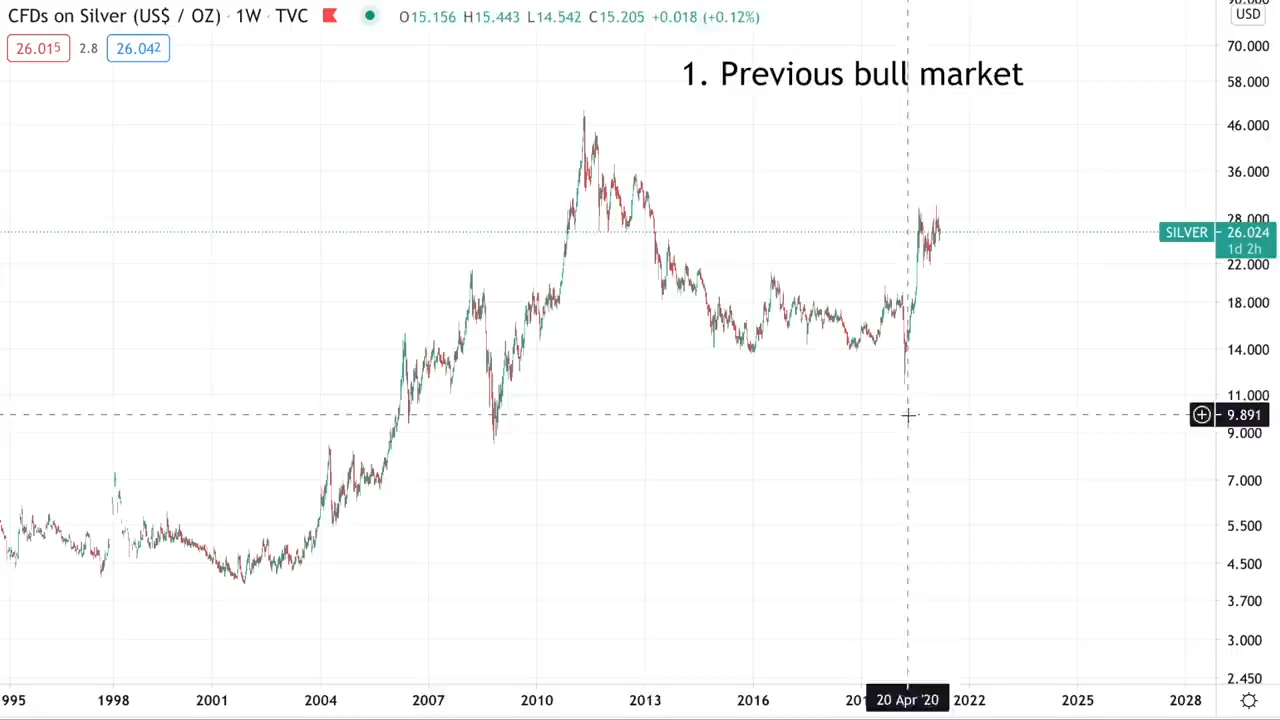 CFDs on Silver (US$ / OZ) · 1W · TVC O15.156 H15.443 L14.542 C15.205 +0.018 (+0.12%)
26.015 2.8 26.042
1. Previous bull market
USD
70.000
58.000
46.000
36.000
28.000
SILVER 26.024
1d 2h
22.000
18.000
14.000
11.000
9.891
9.000
7.000
5.500
4.500
3.700
3.000
2.450
995 1998 2001 2004 2007 2010 2013 2016 20 Apr '20 2022 2025 2028